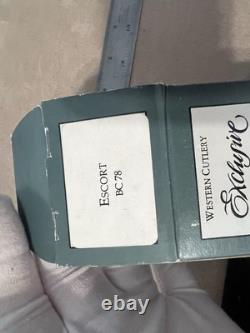 ESCORT
BC 78
WESTERN CUTLERY
Exclusive